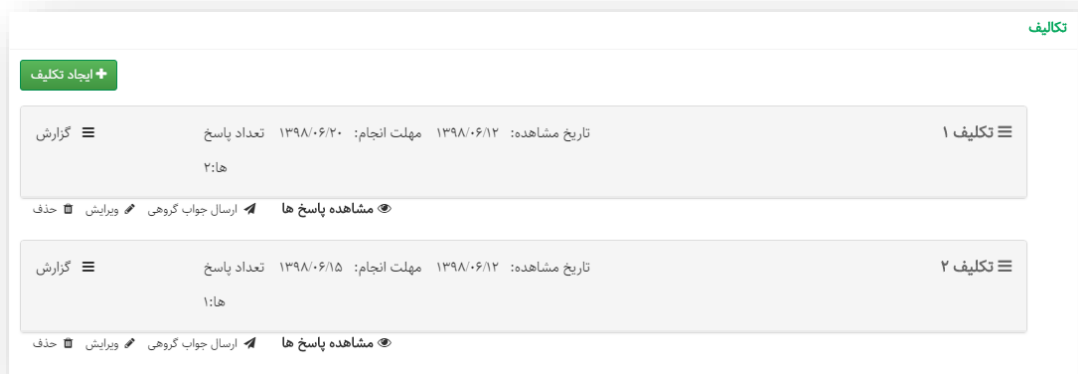 تکالیف
ایجاد تکلیف
تکلیف ۱ تاریخ مشاهده: ۱۳۹۸/۰۶/۱۲ مهلت انجام: ۱۳۹۸/۰۶/۲۰ تعداد پاسخ گزارش
ها:۲
مشاهده پاسخ ها ارسال جواب گروهی ویرایش حذف
تکلیف ۲ تاریخ مشاهده: ۱۳۹۸/۰۶/۱۲ مهلت انجام: ۱۳۹۸/۰۶/۱۵ تعداد پاسخ گزارش
ها:۱
مشاهده پاسخ ها ارسال جواب گروهی ویرایش حذف